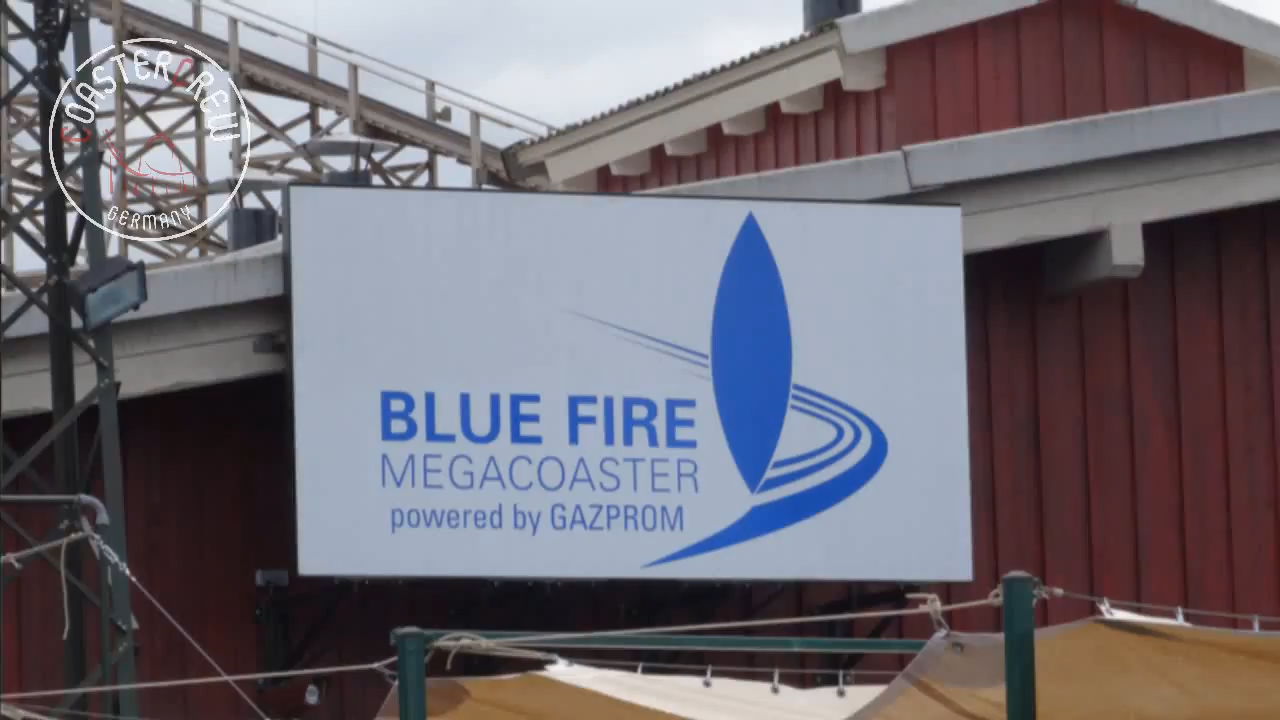 COASTERCREW
GERMANY
BLUE FIRE
MEGACOASTER
powered by GAZPROM